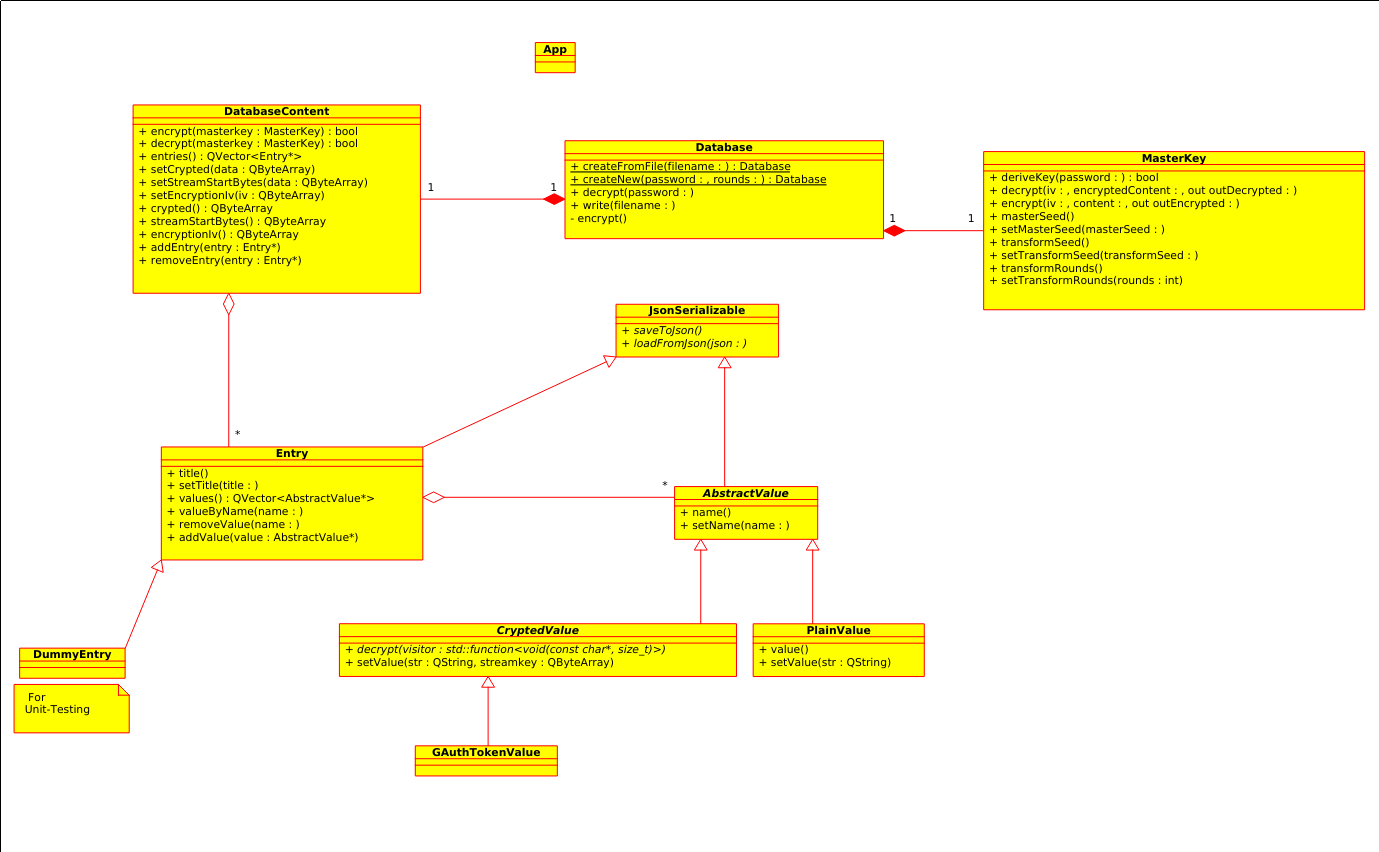 App
DatabaseContent
+ encrypt(masterkey : MasterKey) : bool
+ decrypt(masterkey : MasterKey) : bool
+ entries() : QVector<Entry*>
+ setCrypted(data : QByteArray)
+ setStreamStartBytes(data : QByteArray)
+ setEncryptionIv(iv : QByteArray)
+ crypted() : QByteArray
+ streamStartBytes() : QByteArray
+ encryptionIv() : QByteArray
+ addEntry(entry : Entry*)
+ removeEntry(entry : Entry*)
1
1
Database
+ createFromFile(filename : ) : Database
+ createNew(password : , rounds : ) : Database
+ decrypt(password : )
+ write(filename : )
- encrypt()
1
1
MasterKey
+ deriveKey(password : ) : bool
+ decrypt(iv : , encryptedContent : , out outDecrypted : )
+ encrypt(iv : , content : , out outEncrypted : )
+ masterSeed()
+ setMasterSeed(masterSeed : )
+ transformSeed()
+ setTransformSeed(transformSeed : )
+ transformRounds()
+ setTransformRounds(rounds : int)
JsonSerializable
+ saveToJson()
+ loadFromJson(json : )
*
Entry
+ title()
+ setTitle(title : )
+ values() : QVector<AbstractValue*>
+ valueByName(name : )
+ removeValue(name : )
+ addValue(value : AbstractValue*)
*
AbstractValue
+ name()
+ setName(name : )
DummyEntry
For
Unit-Testing
CryptedValue
+ decrypt(visitor : std::function<void(const char*, size_t)>)
+ setValue(str : QString, streamkey : QByteArray)
PlainValue
+ value()
+ setValue(str : QString)
GAuthTokenValue